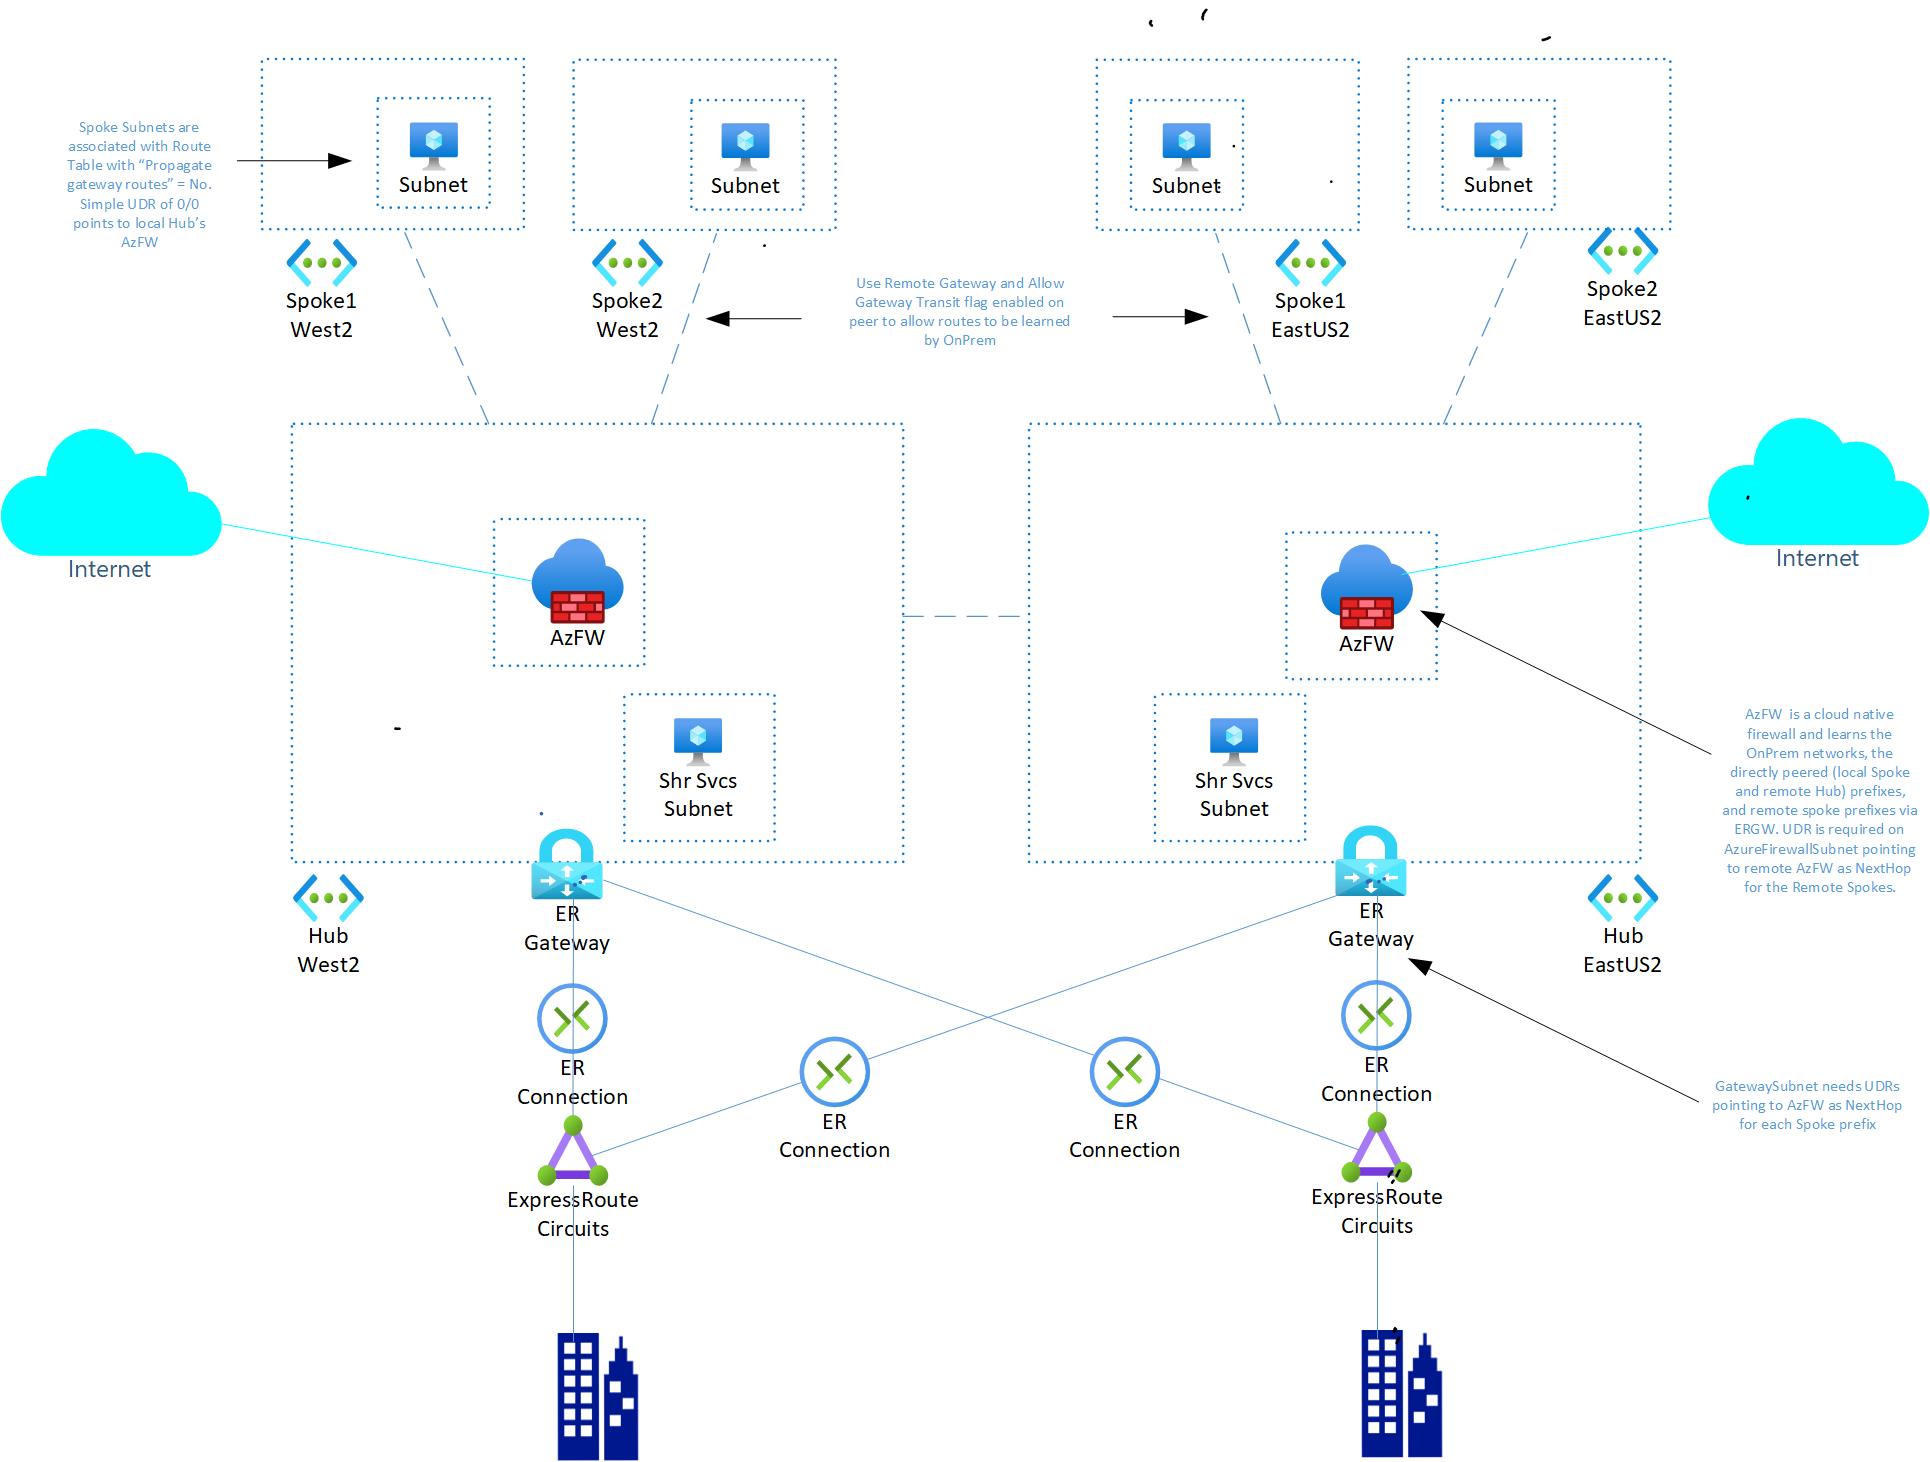 Subnet
Subnet
Subnet
Subnet
Spoke Subnets are
associated with Route
Table with “Propagate
gateway routes” = No.
Simple UDR of 0/0
points to local Hub’s
AzFW
Spoke1
West2
Spoke2
West2
Use Remote Gateway and Allow
Gateway Transit flag enabled on
peer to allow routes to be learned
by OnPrem
Spoke1
EastUS2
Spoke2
EastUS2
Internet
Internet
AzFW
AzFW
Shr Svcs
Subnet
Shr Svcs
Subnet
AzFW  is a cloud native
firewall and learns the
OnPrem networks, the
directly peered (local Spoke
and remote Hub) prefixes,
and remote spoke prefixes via
ERGW. UDR is required on
AzureFirewallSubnet pointing
to remote AzFW as NextHop
for the Remote Spokes.
Hub
West2
ER
Gateway
ER
Gateway
Hub
EastUS2
ER
Connection
ER
Connection
ER
Connection
ER
Connection
GatewaySubnet needs UDRs
pointing to AzFW as NextHop
for each Spoke prefix
ExpressRoute
Circuits
ExpressRoute
Circuits